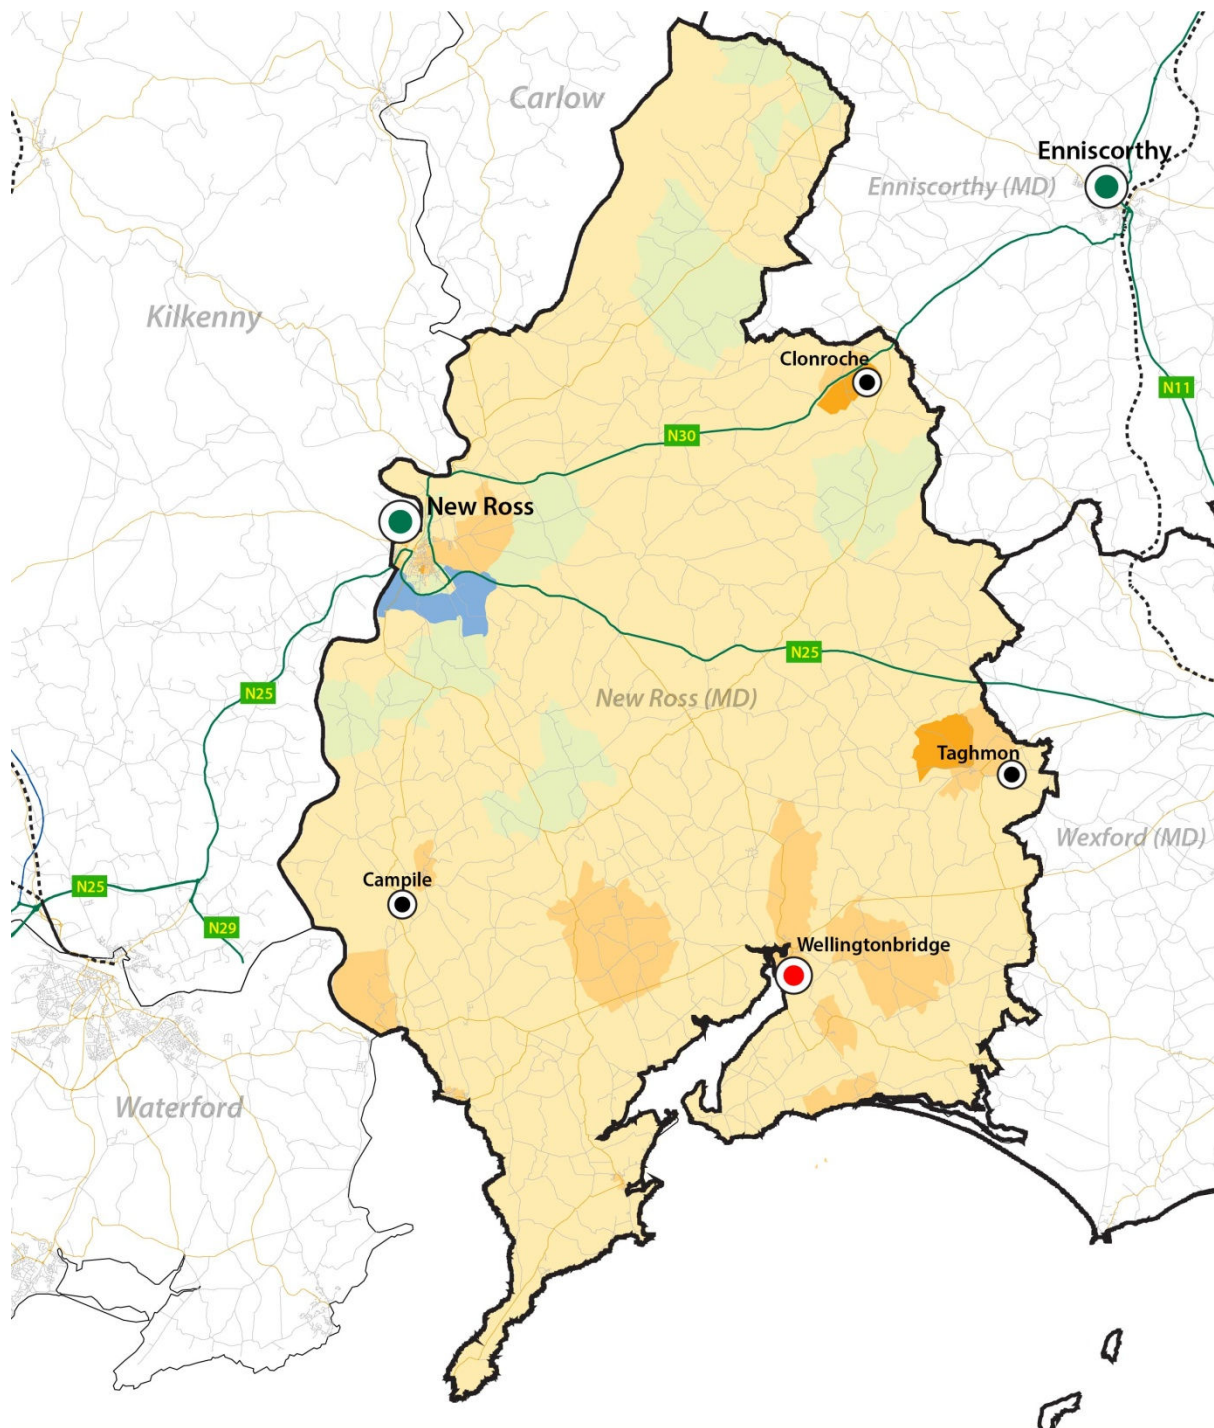 Carlow
Enniscorthy
Enniscorthy (MD)
Kilkenny
Clonroche
N11
N30
New Ross
N25
N25
New Ross (MD)
Taghmon
Wexford (MD)
Campile
N25
N29
Wellingtonbridge
Waterford